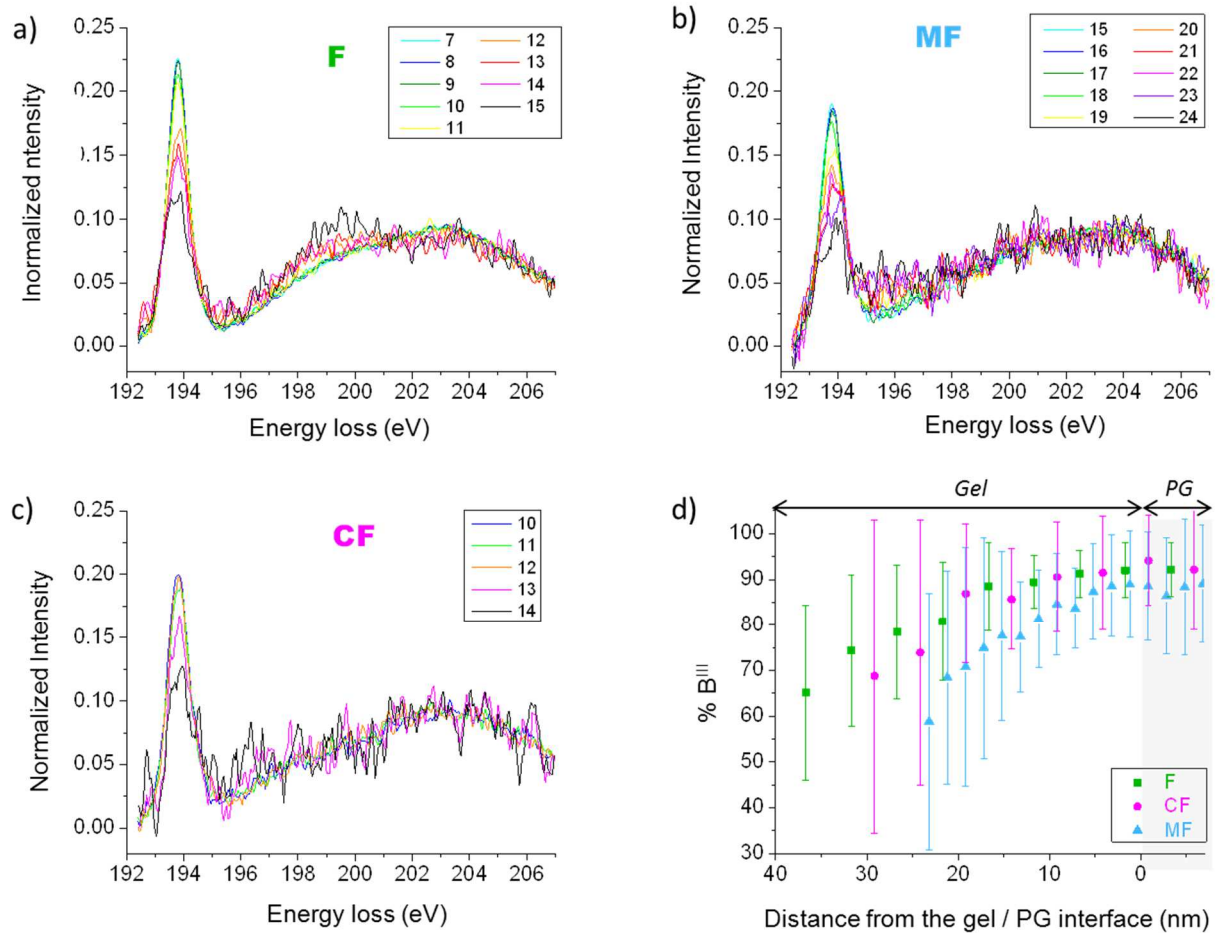 a)
F
Inormalized ntensity
0.25
0.20
0.15
0.10
0.05
0.00
7 12
8 13
9 14
10 15
11
192 194 196 198 200 202 204 206
Energy loss (eV)
b)
MF
Normalized Intensity
0.25
0.20
0.15
0.10
0.05
0.00
15 20
16 21
17 22
18 23
19 24
192 194 196 198 200 202 204 206
Energy loss (eV)
c)
CF
Normalized Intensity
0.25
0.20
0.15
0.10
0.05
0.00
10
11
12
13
14
192 194 196 198 200 202 204 206
Energy loss (eV)
d)
Gel PG
% B^III
100
90
80
70
60
50
40
30
F
CF
MF
40 30 20 10 0
Distance from the gel / PG interface (nm)